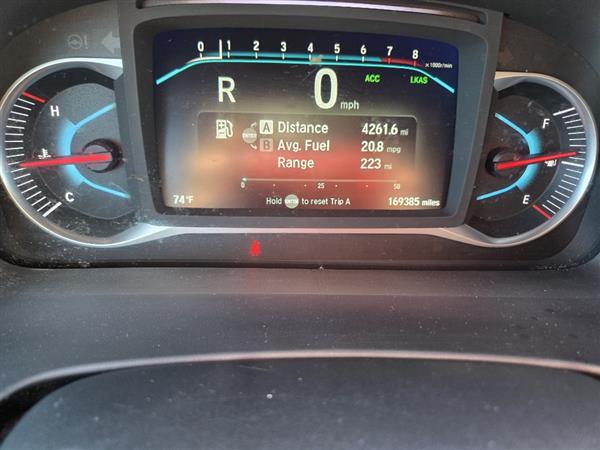 0 1 2 3 4 5 6 7 8
×1000r/min
R 0 mph
ACC LKAS
H
C
F
E
A Distance 4261.6 mi
B Avg. Fuel 20.8 mpg
Range 223 mi
0 25 50
74°F
Hold ENTER to reset Trip A
169385 miles